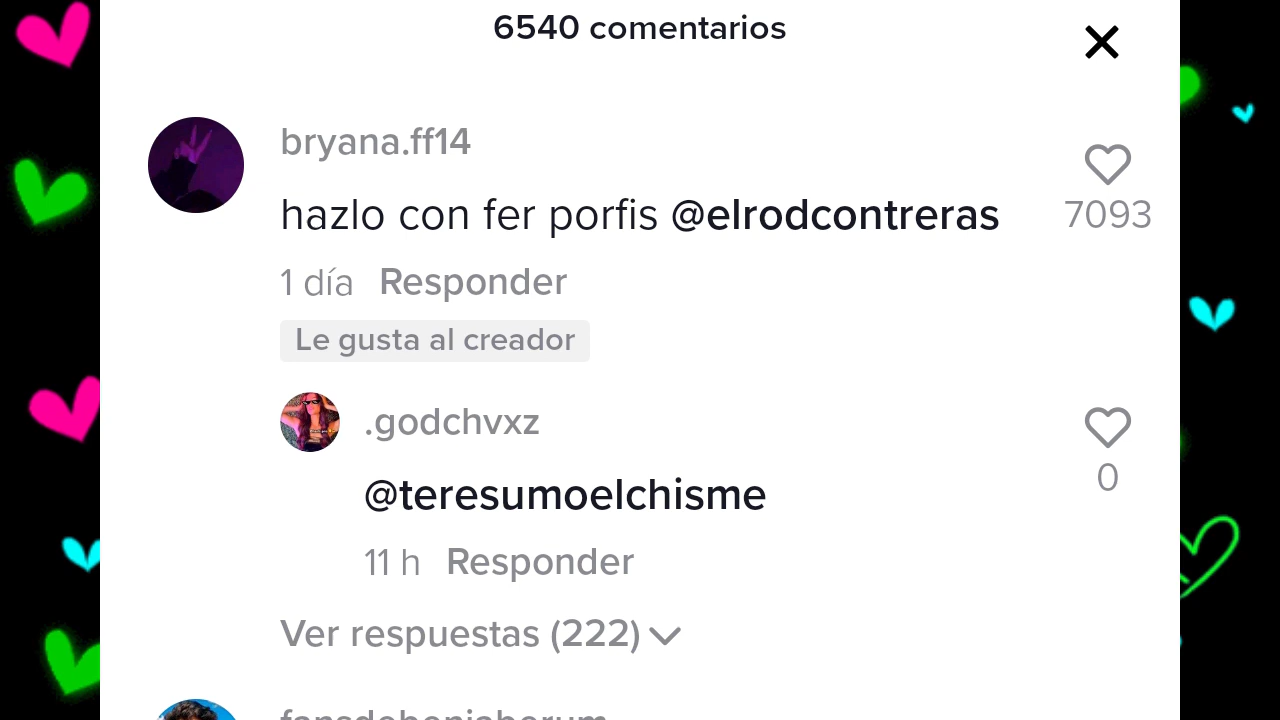 6540 comentarios
bryana.ff14
hazlo con fer porfis @elrodcontreras
7093
1 día Responder
Le gusta al creador
.godchvxz
@teresumoelchisme
0
11 h Responder
Ver respuestas (222)